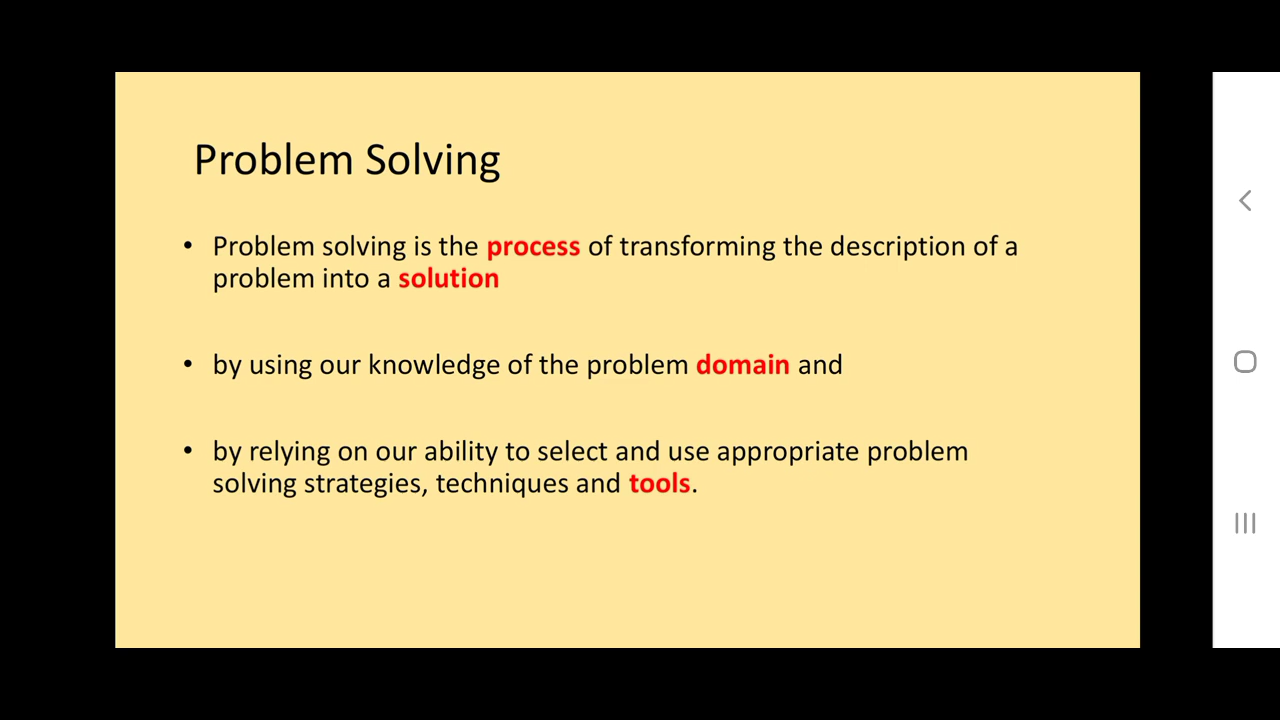 Problem Solving
• Problem solving is the process of transforming the description of a
problem into a solution
• by using our knowledge of the problem domain and
• by relying on our ability to select and use appropriate problem
solving strategies, techniques and tools.